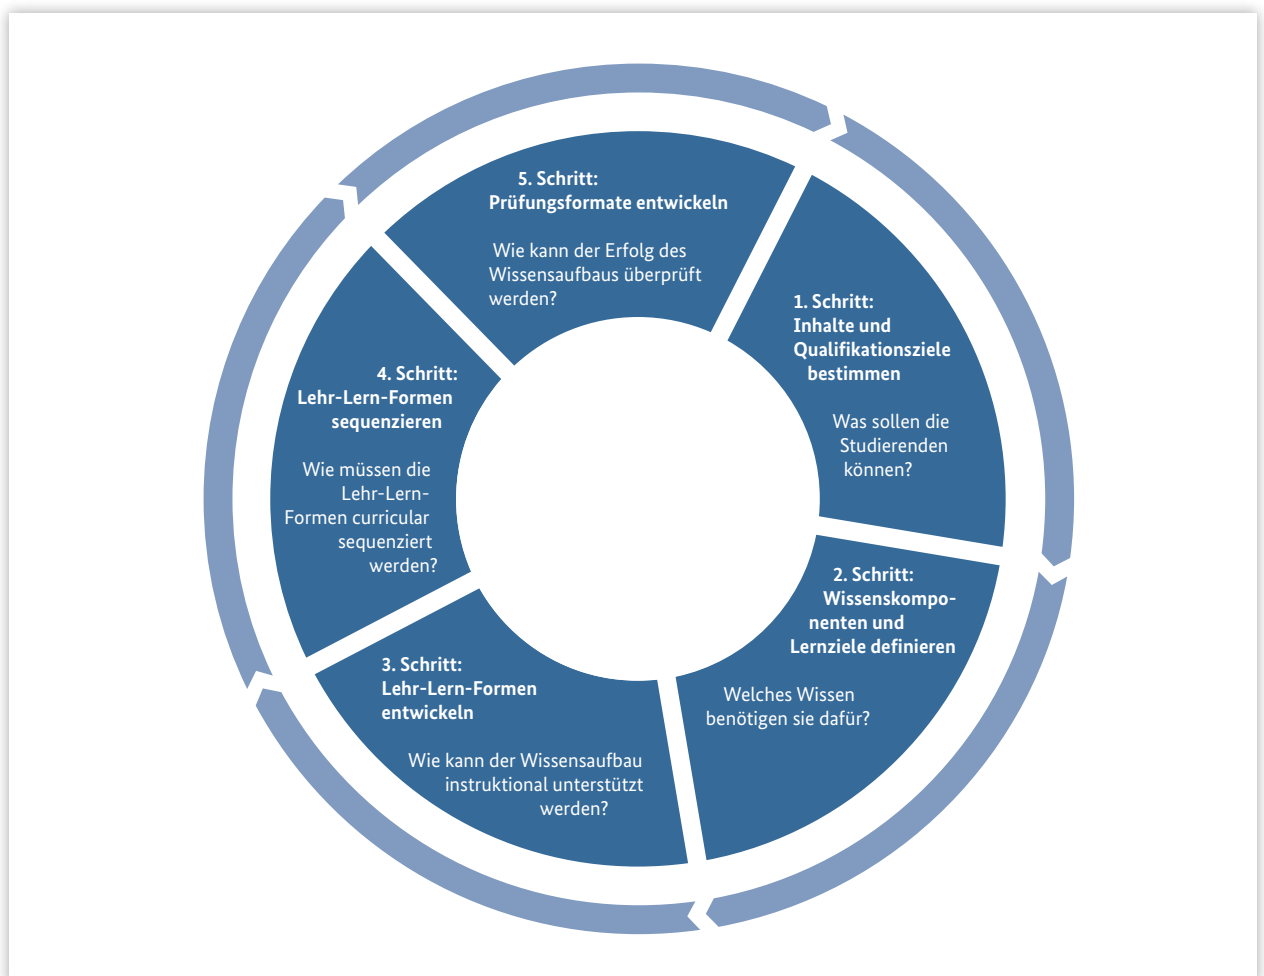 5. Schritt:
Prüfungsformate entwickeln
Wie kann der Erfolg des
Wissensaufbaus überprüft
werden?
1. Schritt:
Inhalte und
Qualifikationsziele
bestimmen
Was sollen die
Studierenden
können?
2. Schritt:
Wissenskompo-
nenten und
Lernziele definieren
Welches Wissen
benötigen sie dafür?
3. Schritt:
Lehr-Lern-Formen
entwickeln
Wie kann der Wissensaufbau
instruktional unterstützt
werden?
4. Schritt:
Lehr-Lern-Formen
sequenzieren
Wie müssen die
Lehr-Lern-
Formen curricular
sequenziert
werden?